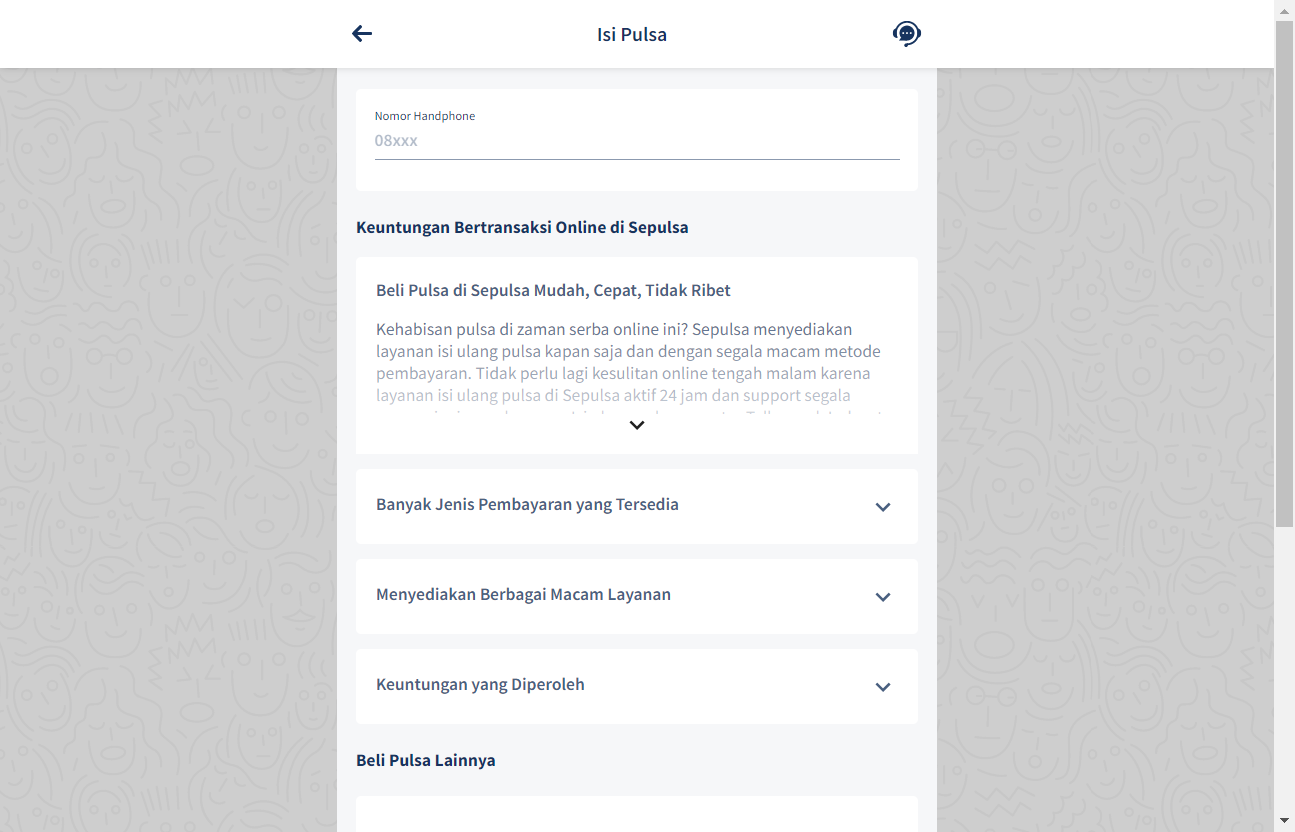 Isi Pulsa
Nomor Handphone
08xxx
Keuntungan Bertransaksi Online di Sepulsa
Beli Pulsa di Sepulsa Mudah, Cepat, Tidak Ribet
Kehabisan pulsa di zaman serba online ini? Sepulsa menyediakan
layanan isi ulang pulsa kapan saja dan dengan segala macam metode
pembayaran. Tidak perlu lagi kesulitan online tengah malam karena
layanan isi ulang pulsa di Sepulsa aktif 24 jam dan support segala
Banyak Jenis Pembayaran yang Tersedia
Menyediakan Berbagai Macam Layanan
Keuntungan yang Diperoleh
Beli Pulsa Lainnya